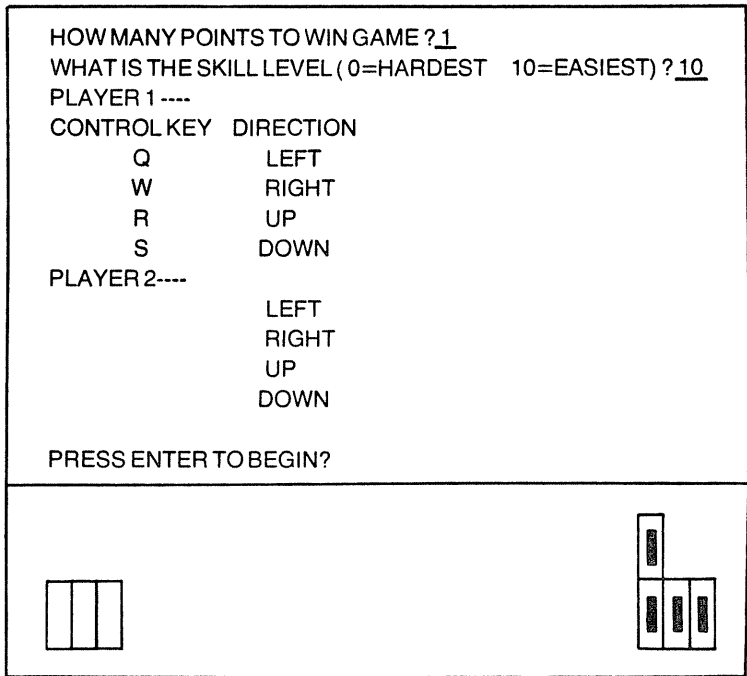 HOW MANY POINTS TO WIN GAME ? 1
WHAT IS THE SKILL LEVEL ( 0=HARDEST 10=EASIEST) ? 10
PLAYER 1 ----
CONTROL KEY DIRECTION
Q LEFT
W RIGHT
R UP
S DOWN
PLAYER 2----
LEFT
RIGHT
UP
DOWN
PRESS ENTER TO BEGIN?